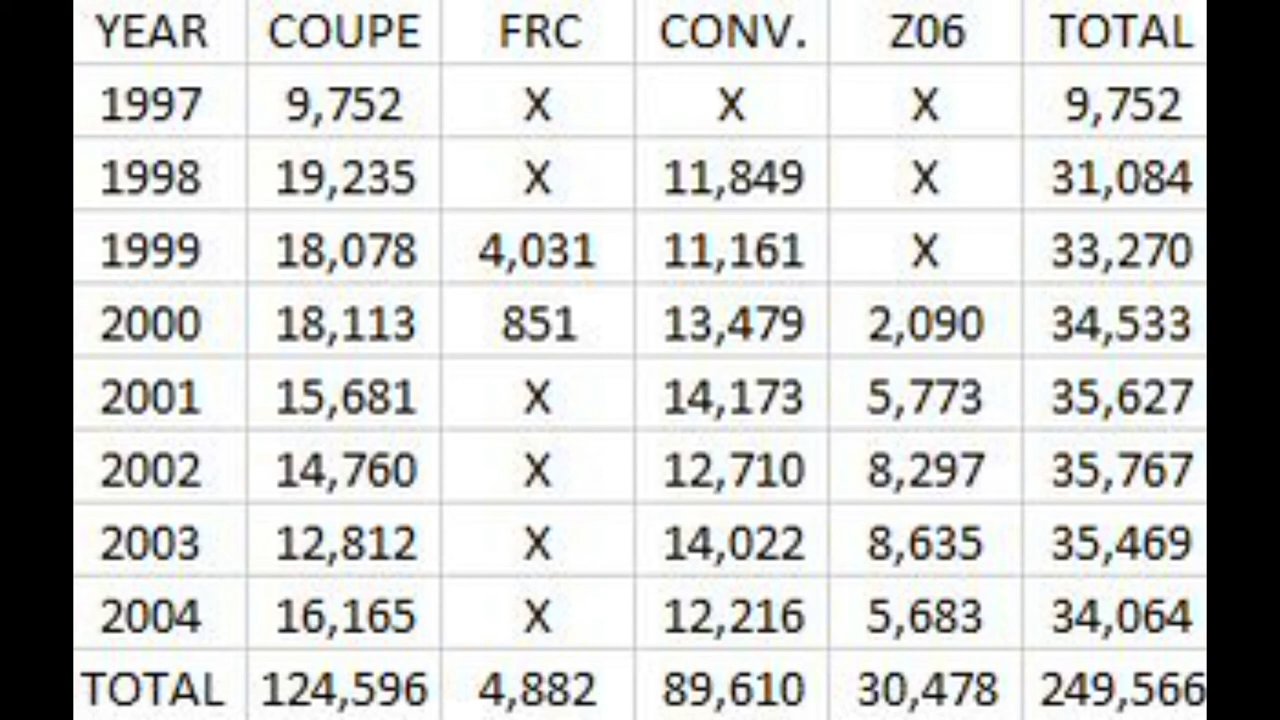 YEAR COUPE FRC CONV. Z06 TOTAL
1997 9,752 X X X 9,752
1998 19,235 X 11,849 X 31,084
1999 18,078 4,031 11,161 X 33,270
2000 18,113 851 13,479 2,090 34,533
2001 15,681 X 14,173 5,773 35,627
2002 14,760 X 12,710 8,297 35,767
2003 12,812 X 14,022 8,635 35,469
2004 16,165 X 12,216 5,683 34,064
TOTAL 124,596 4,882 89,610 30,478 249,566